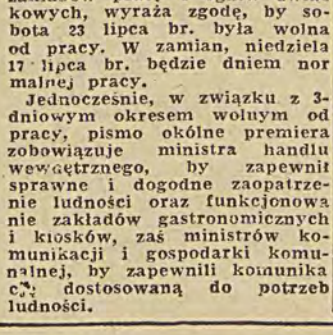 kowych, wyraża zgodę, by so-
bota 23 lipca br. była wolna
od pracy. W zamian, niedziela
17 lipca br. będzie dniem nor
malnej pracy.
Jednocześnie, w związku z 3-
dniowym okresem wolnym od
pracy, pismo okólne premiera
zobowiązuje ministra handlu
wewnętrznego, by zapewnił
sprawne i dogodne zaopatrze-
nie ludności oraz funkcjonowa
nie zakładów gastronomicznych
i kiosków, zaś ministrów ko-
munikacji i gospodarki komu-
nalnej, by zapewnili komunika
cję dostosowaną do potrzeb
ludności.